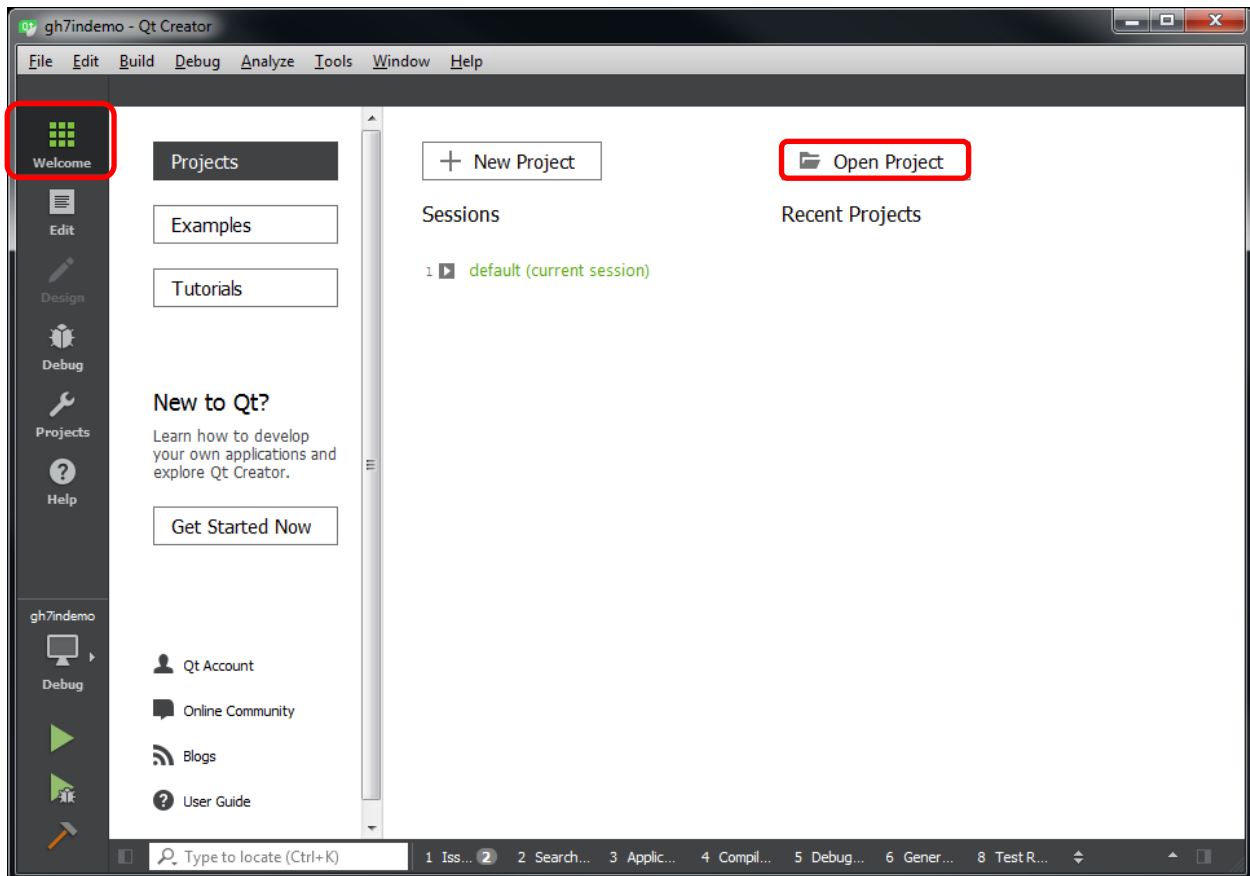 gh7indemo - Qt Creator
File Edit Build Debug Analyze Tools Window Help
Welcome
Edit
Design
Debug
Projects
Help
gh7indemo
Debug
Projects
Examples
Tutorials
New to Qt?
Learn how to develop
your own applications and
explore Qt Creator.
Get Started Now
Qt Account
Online Community
Blogs
User Guide
New Project
Sessions
1 default (current session)
Open Project
Recent Projects
Type to locate (Ctrl+K)
1 Iss... 2 2 Search... 3 Applic... 4 Compil... 5 Debug... 6 Gener... 8 Test R...